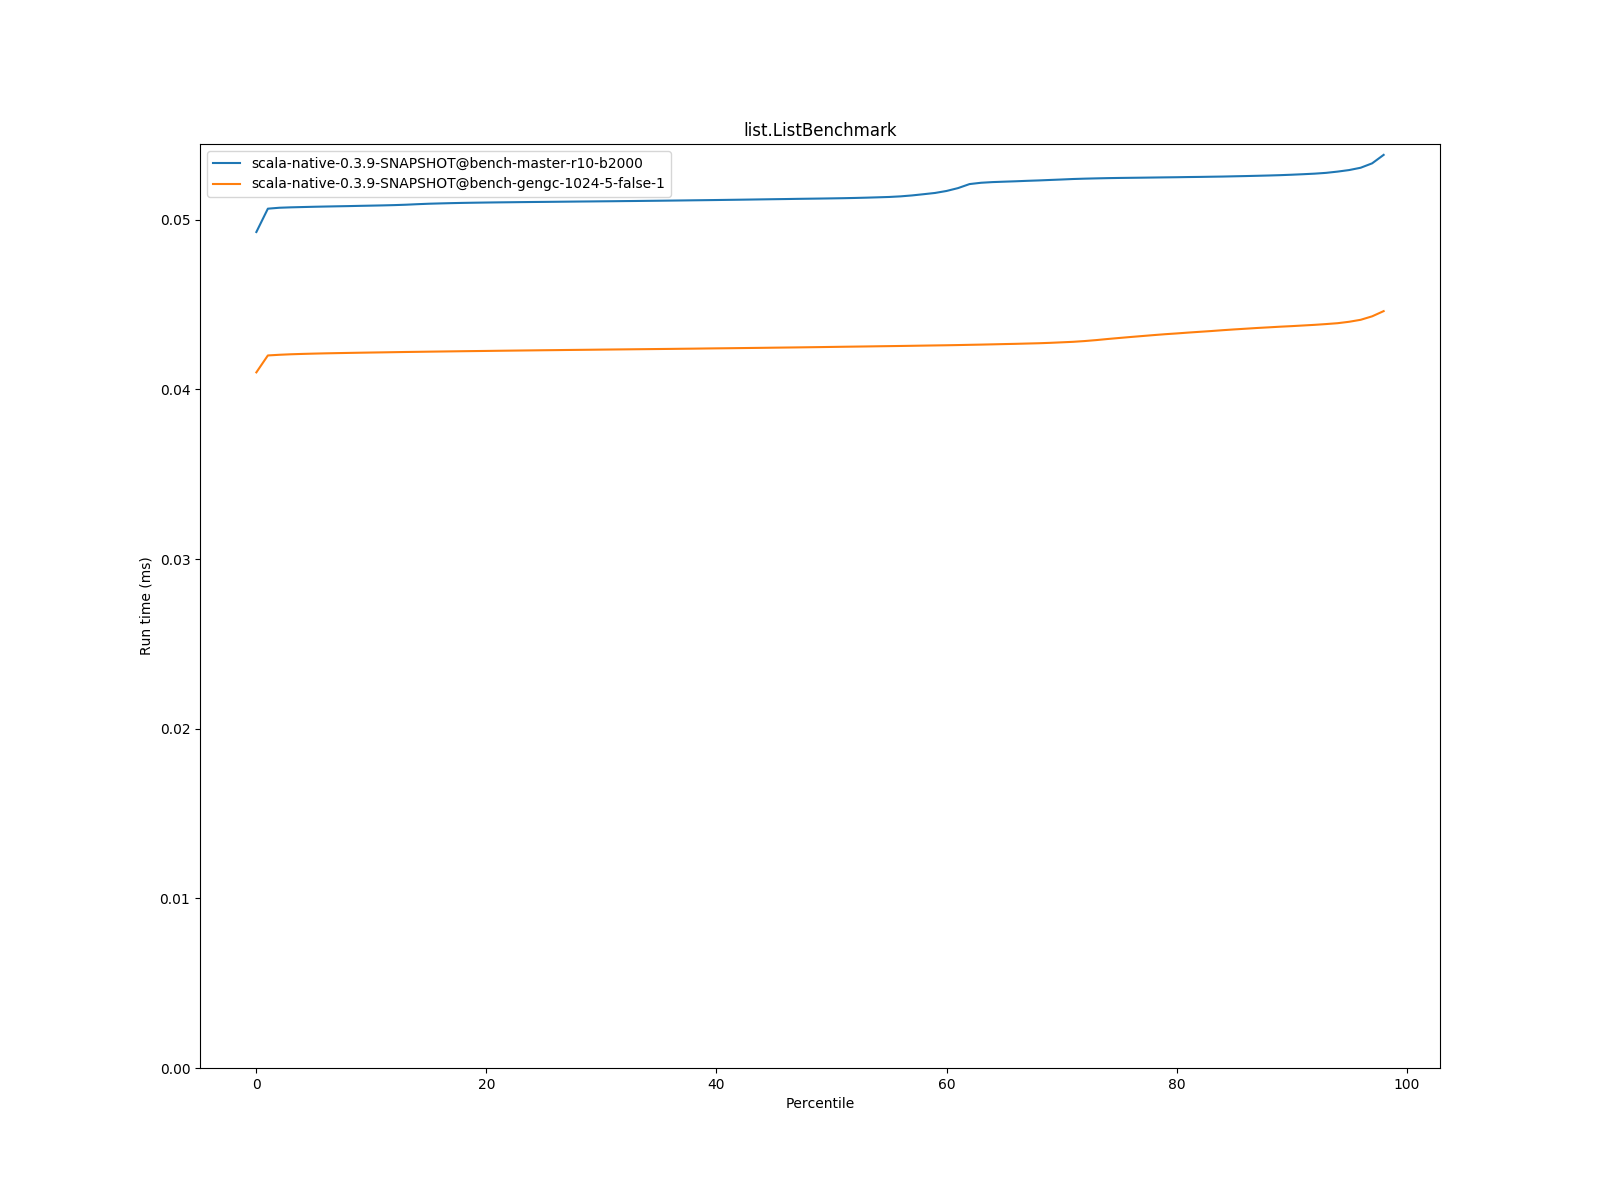 list.ListBenchmark
scala-native-0.3.9-SNAPSHOT@bench-master-r10-b2000
scala-native-0.3.9-SNAPSHOT@bench-gengc-1024-5-false-1
0.05
0.04
0.03
0.02
0.01
0.00
Run time (ms)
0 20 40 60 80 100
Percentile